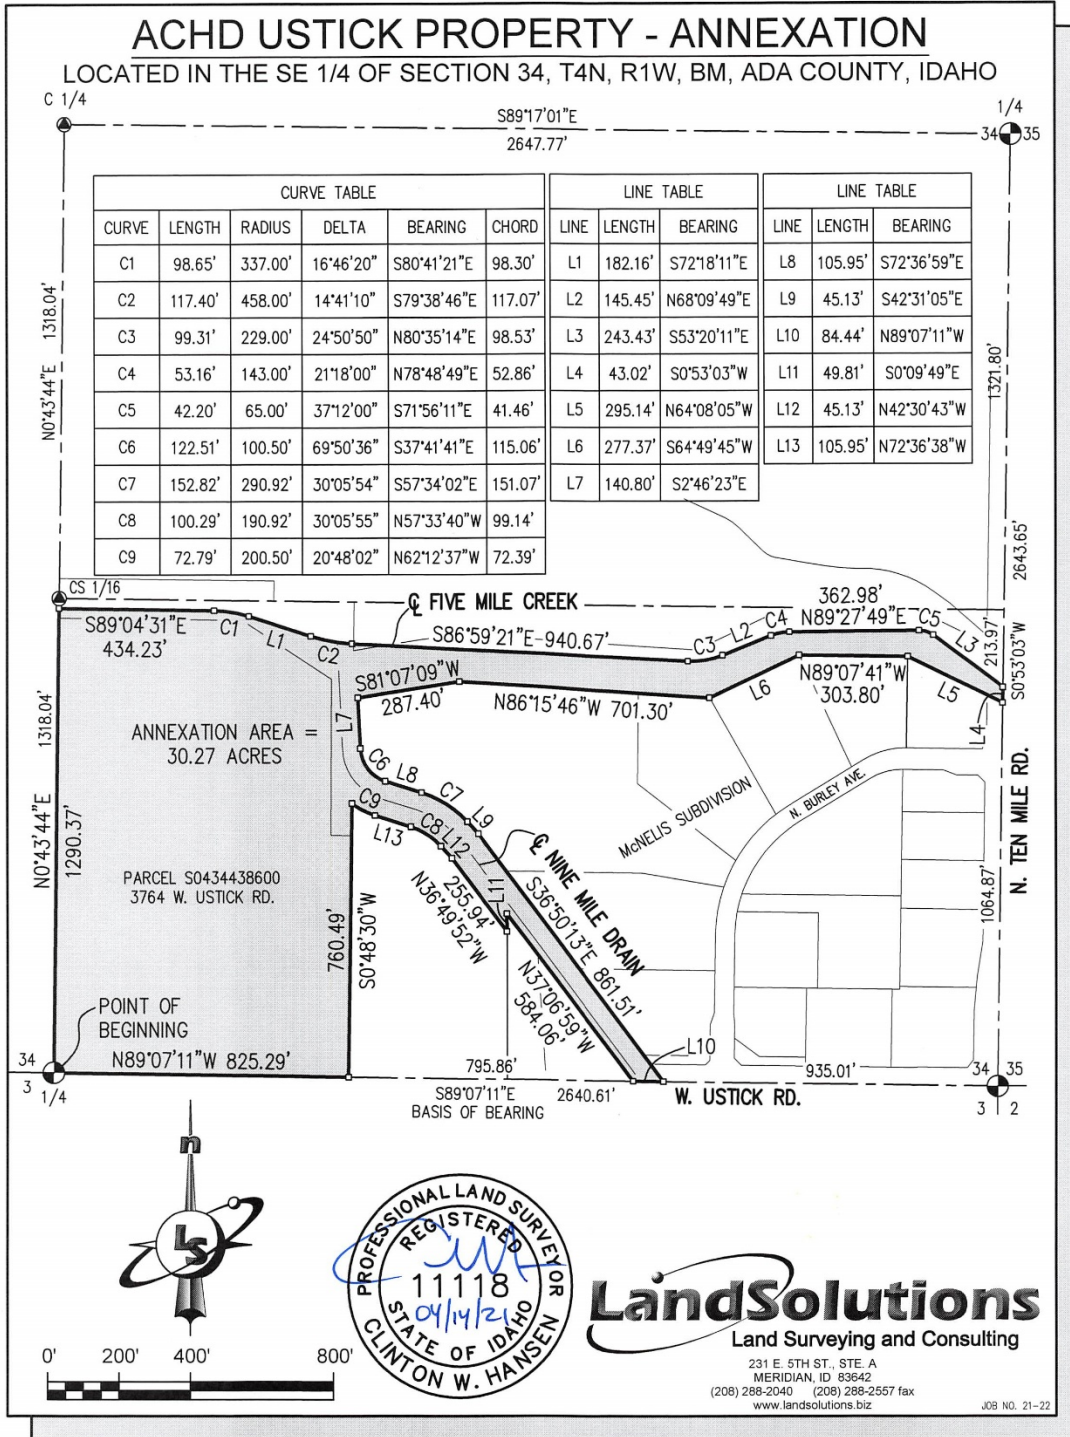 ACHD USTICK PROPERTY - ANNEXATION
LOCATED IN THE SE 1/4 OF SECTION 34, T4N, R1W, BM, ADA COUNTY, IDAHO
C 1/4
S89°17'01"E
2647.77'
1/4
34 35
CURVE TABLE
CURVE LENGTH RADIUS DELTA BEARING CHORD
C1 98.65' 337.00' 16°46'20" S80°41'21"E 98.30'
C2 117.40' 458.00' 14°41'10" S79°38'46"E 117.07'
C3 99.31' 229.00' 24°50'50" N80°35'14"E 98.53'
C4 53.16' 143.00' 21°18'00" N78°48'49"E 52.86'
C5 42.20' 65.00' 37°12'00" S71°56'11"E 41.46'
C6 122.51' 100.50' 69°50'36" S37°41'41"E 115.06'
C7 152.82' 290.92' 30°05'54" S57°34'02"E 151.07'
C8 100.29' 190.92' 30°05'55" N57°33'40"W 99.14'
C9 72.79' 200.50' 20°48'02" N62°12'37"W 72.39'
LINE TABLE
LINE LENGTH BEARING
L1 182.16' S72°18'11"E
L2 145.45' N68°09'49"E
L3 243.43' S53°20'11"E
L4 43.02' S0°53'03"W
L5 295.14' N64°08'05"W
L6 277.37' S64°49'45"W
L7 140.80' S2°46'23"E
LINE TABLE
LINE LENGTH BEARING
L8 105.95' S72°36'59"E
L9 45.13' S42°31'05"E
L10 84.44' N89°07'11"W
L11 49.81' S0°09'49"E
L12 45.13' N42°30'43"W
L13 105.95' N72°36'38"W
N0°43'44"E 1318.04'
1321.80'
2643.65'
S0°53'03"W
213.97'
CS 1/16
℄ FIVE MILE CREEK
362.98'
N89°27'49"E
S89°04'31"E
434.23'
C1
L1
C2
S86°59'21"E-940.67'
C3
L2
C4
C5
L3
S81°07'09"W
287.40'
N86°15'46"W 701.30'
L6
N89°07'41"W
303.80'
L5
L4
1318.04'
N0°43'44"E
1290.37'
ANNEXATION AREA =
30.27 ACRES
L7
C6
L8
C7
L9
C9
L13
C8
L12
L11
McNELIS SUBDIVISION
N. BURLEY AVE.
N. TEN MILE RD.
1064.87'
PARCEL S0434438600
3764 W. USTICK RD.
760.49'
S0°48'30"W
255.94'
N36°49'52"W
℄ NINE MILE DRAIN
S36°50'13"E 861.51'
N37°06'59"W
584.06'
L10
POINT OF
BEGINNING
N89°07'11"W 825.29'
34
3 1/4
795.86'
S89°07'11"E 2640.61'
BASIS OF BEARING
W. USTICK RD.
935.01'
34 35
3 2
n
LS
PROFESSIONAL LAND SURVEYOR
REGISTERED
11118
04/14/21
STATE OF IDAHO
CLINTON W. HANSEN
LandSolutions
Land Surveying and Consulting
231 E. 5TH ST., STE. A
MERIDIAN, ID 83642
(208) 288-2040 (208) 288-2557 fax
www.landsolutions.biz
0' 200' 400' 800'
JOB NO. 21-22